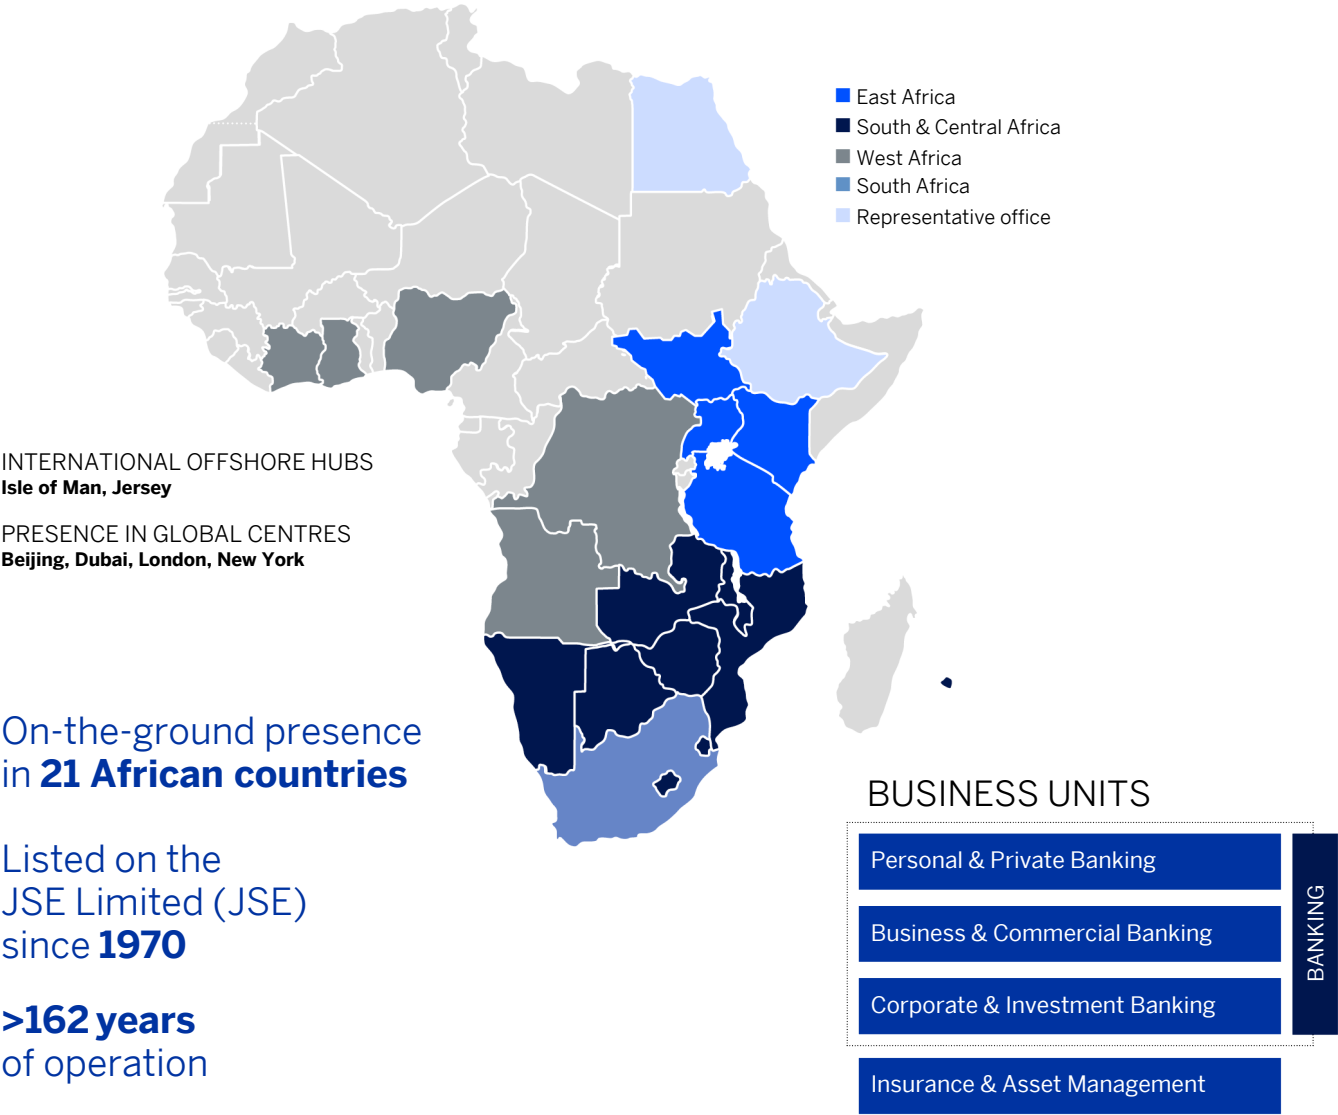 East Africa
South & Central Africa
West Africa
South Africa
Representative office
INTERNATIONAL OFFSHORE HUBS
Isle of Man, Jersey
PRESENCE IN GLOBAL CENTRES
Beijing, Dubai, London, New York
On-the-ground presence
in 21 African countries
Listed on the
JSE Limited (JSE)
since 1970
>162 years
of operation
BUSINESS UNITS
Personal & Private Banking
Business & Commercial Banking
Corporate & Investment Banking
BANKING
Insurance & Asset Management